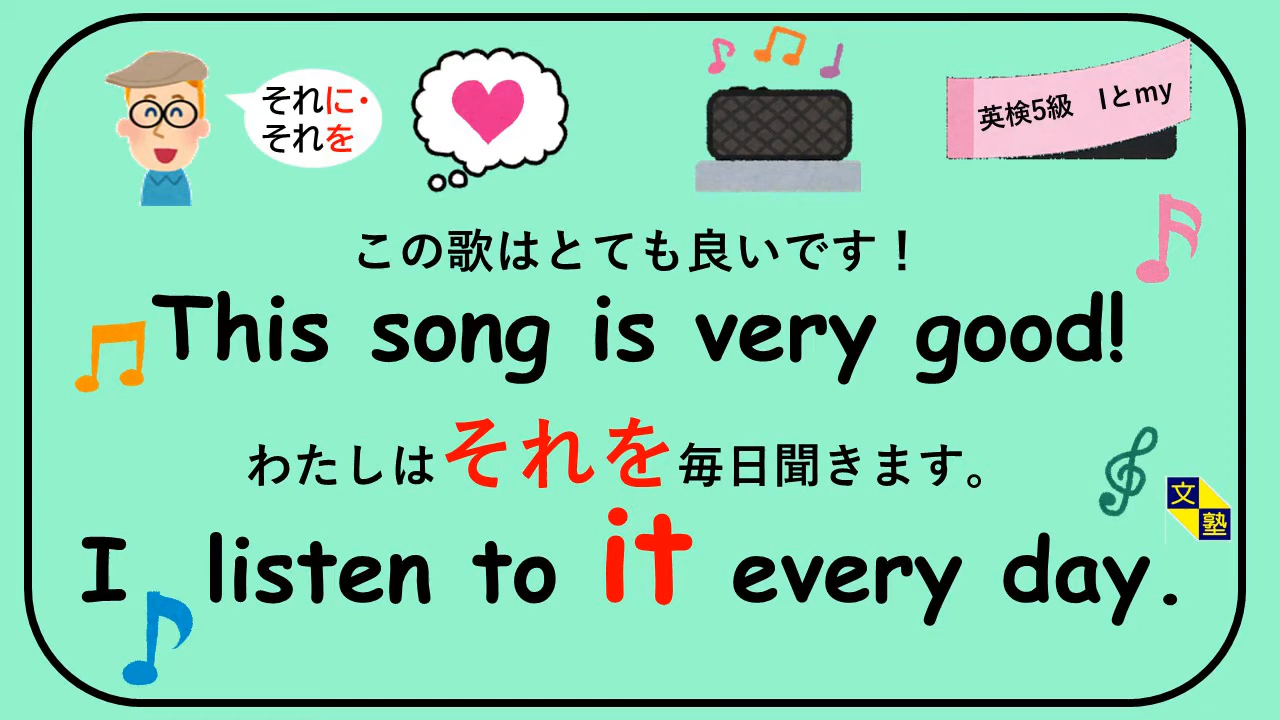 それに・
それを
英検5級 Iとmy
この歌はとても良いです！
This song is very good!
わたしはそれを毎日聞きます。
I listen to it every day.
文
塾